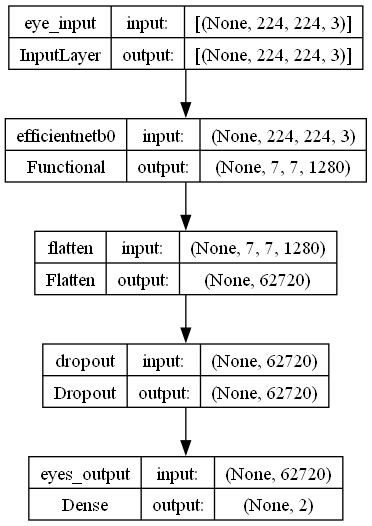 eye_input input: [(None, 224, 224, 3)]
InputLayer output: [(None, 224, 224, 3)]
efficientnetb0 input: (None, 224, 224, 3)
Functional output: (None, 7, 7, 1280)
flatten input: (None, 7, 7, 1280)
Flatten output: (None, 62720)
dropout input: (None, 62720)
Dropout output: (None, 62720)
eyes_output input: (None, 62720)
Dense output: (None, 2)